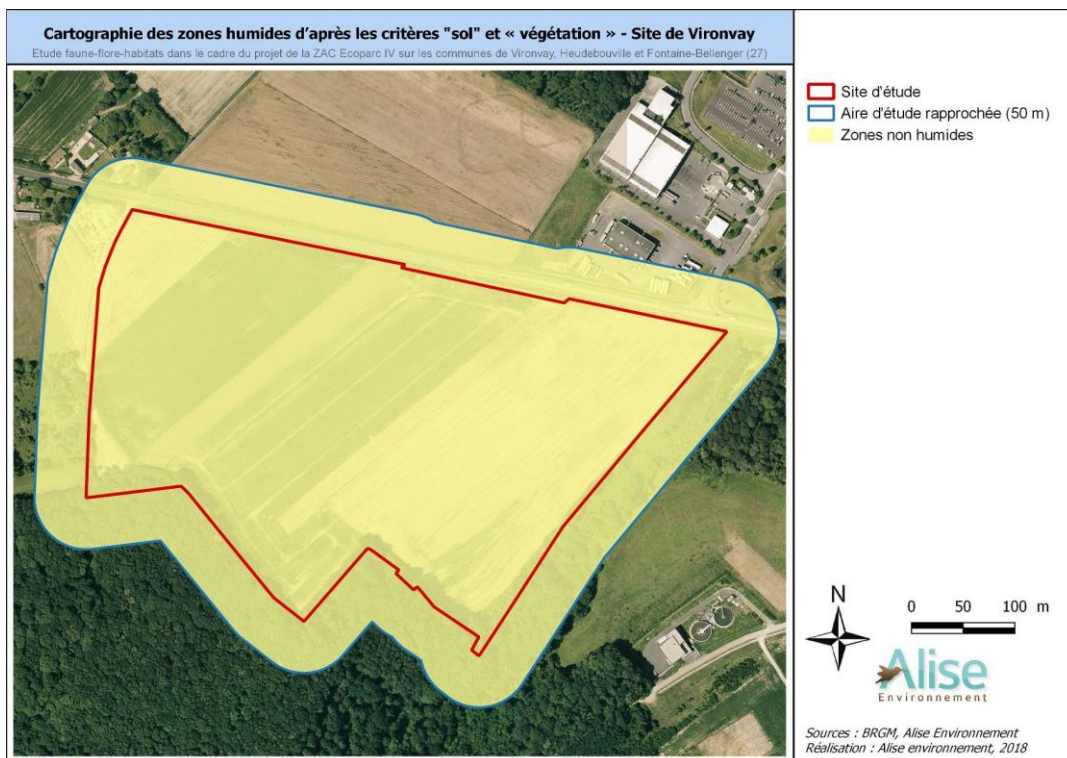 Cartographie des zones humides d'après les critères "sol" et « végétation » - Site de Vironvay
Etude faune-flore-habitats dans le cadre du projet de la ZAC Ecoparc IV sur les communes de Vironvay, Heudebouville et Fontaine-Bellenger (27)
Site d'étude
Aire d'étude rapprochée (50 m)
Zones non humides
N
0 50 100 m
Alise
Environnement
Sources : BRGM, Alise Environnement
Réalisation : Alise environnement, 2018